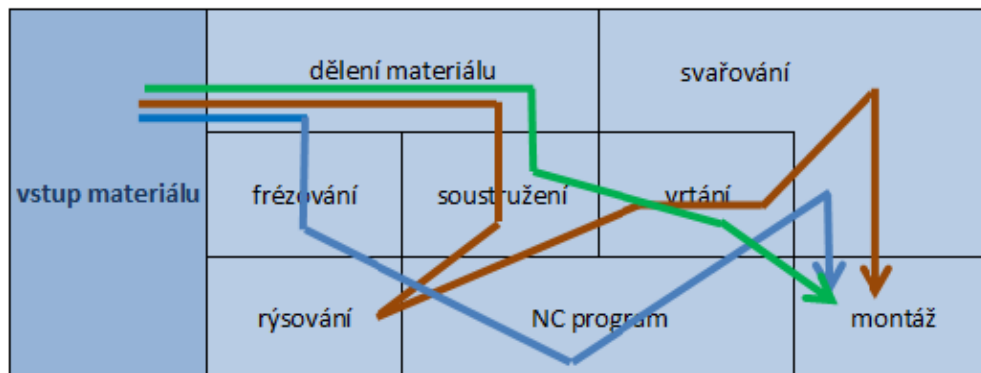 dělení materiálu
svařování
vstup materiálu
frézování
soustružení
vrtání
rýsování
NC program
montáž